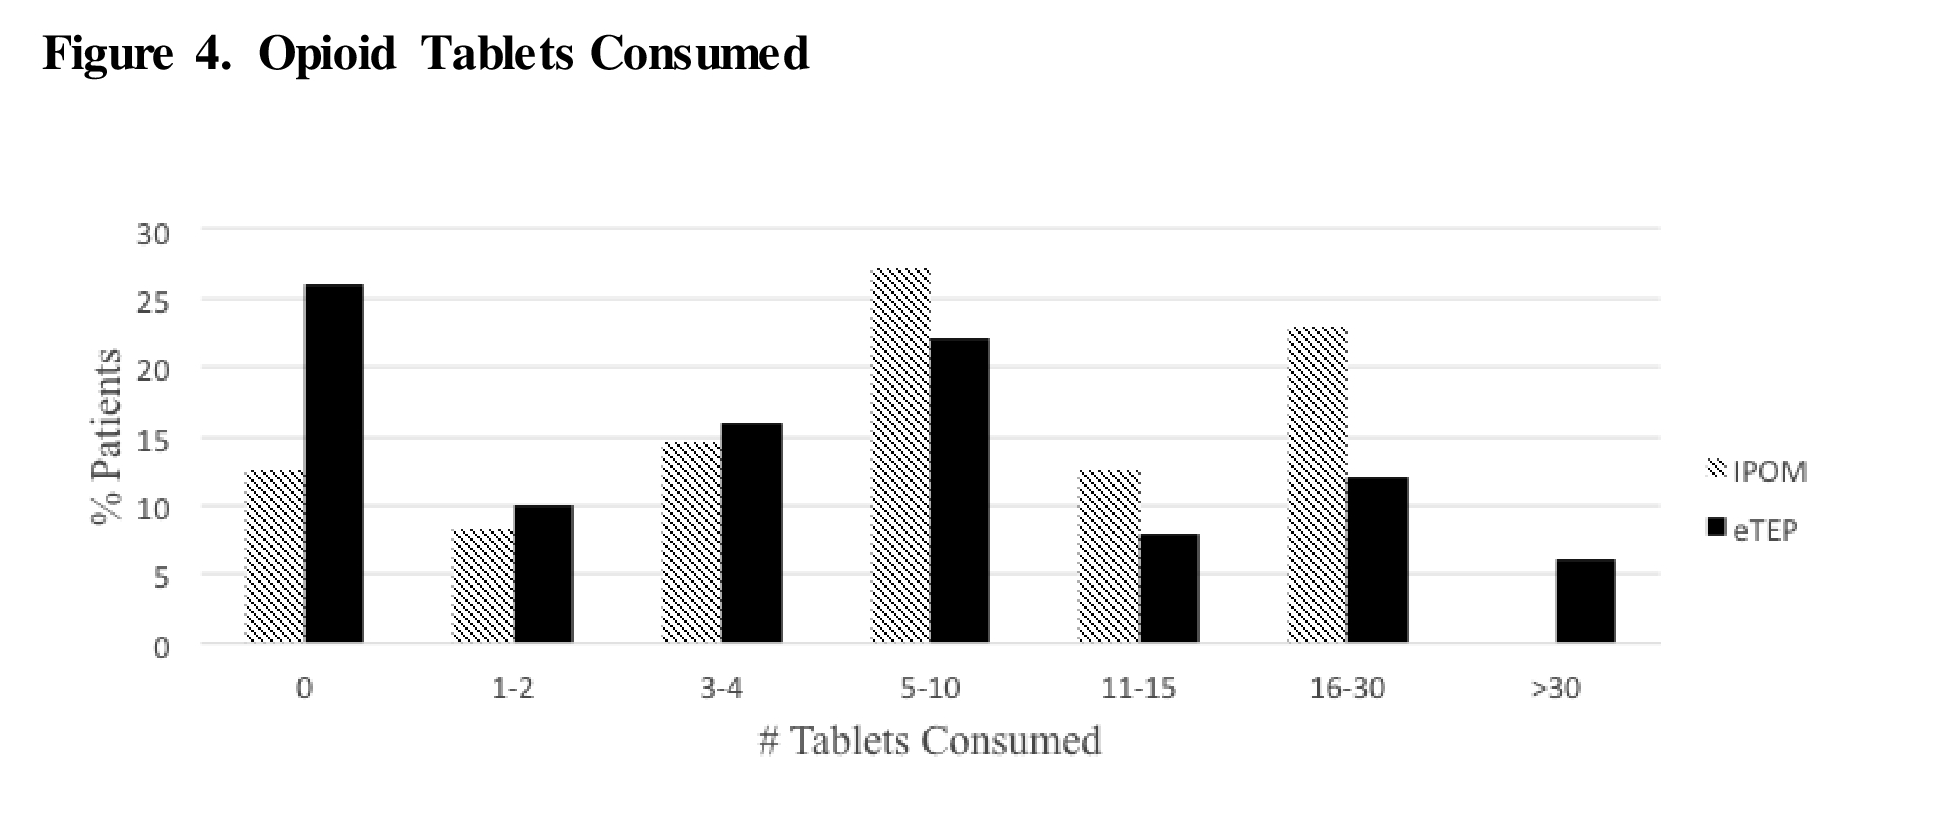 Figure 4. Opioid Tablets Consumed
30
25
20
15
10
5
0
% Patients
0 1-2 3-4 5-10 11-15 16-30 >30
# Tablets Consumed
IPOM
eTEP